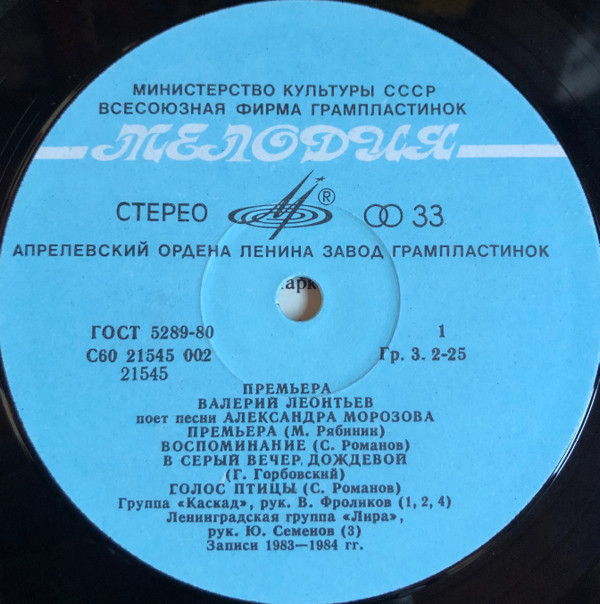 МИНИСТЕРСТВО КУЛЬТУРЫ СССР
ВСЕСОЮЗНАЯ ФИРМА ГРАМПЛАСТИНОК
МЕЛОДИЯ
СТЕРЕО ® 33
АПРЕЛЕВСКИЙ ОРДЕНА ЛЕНИНА ЗАВОД ГРАМПЛАСТИНОК
арк
ГОСТ 5289-80 1
С60 21545 002 Гр. 3. 2-25
21545
ПРЕМЬЕРА
ВАЛЕРИЙ ЛЕОНТЬЕВ
поет песни АЛЕКСАНДРА МОРОЗОВА
ПРЕМЬЕРА (М. Рябинин)
ВОСПОМИНАНИЕ (С. Романов)
В СЕРЫЙ ВЕЧЕР ДОЖДЕВОЙ
(Г. Горбовский)
ГОЛОС ПТИЦЫ (С. Романов)
Группа «Каскад», рук. В. Фроликов (1, 2, 4)
Ленинградская группа «Лира»,
рук. Ю. Семенов (3)
Записи 1983—1984 гг.